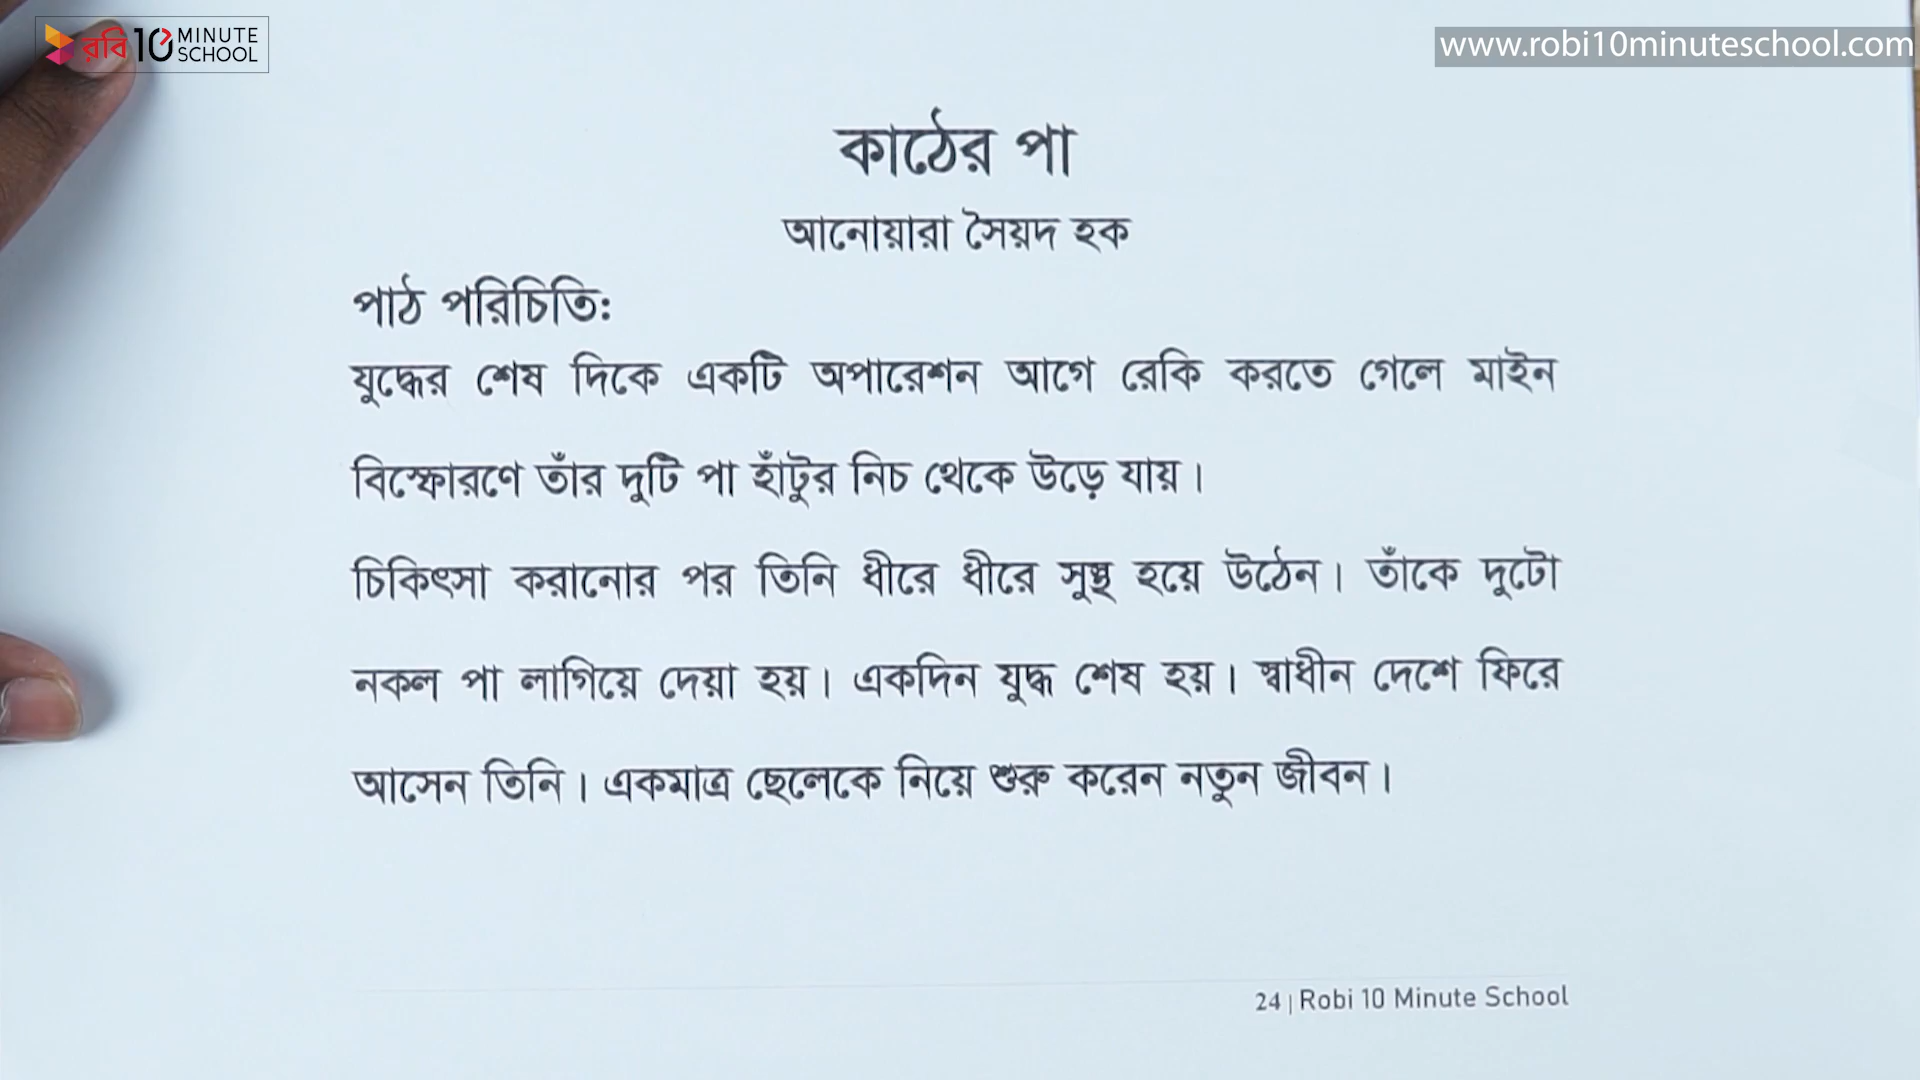 রবি 10 MINUTE SCHOOL
www.robi10minuteschool.com
কাঠের পা
আনোয়ারা সৈয়দ হক
পাঠ পরিচিতি:
যুদ্ধের শেষ দিকে একটি অপারেশন আগে রেকি করতে গেলে মাইন
বিস্ফোরণে তাঁর দুটি পা হাঁটুর নিচ থেকে উড়ে যায়।
চিকিৎসা করানোর পর তিনি ধীরে ধীরে সুস্থ হয়ে উঠেন। তাঁকে দুটো
নকল পা লাগিয়ে দেয়া হয়। একদিন যুদ্ধ শেষ হয়। স্বাধীন দেশে ফিরে
আসেন তিনি। একমাত্র ছেলেকে নিয়ে শুরু করেন নতুন জীবন।
24 | Robi 10 Minute School